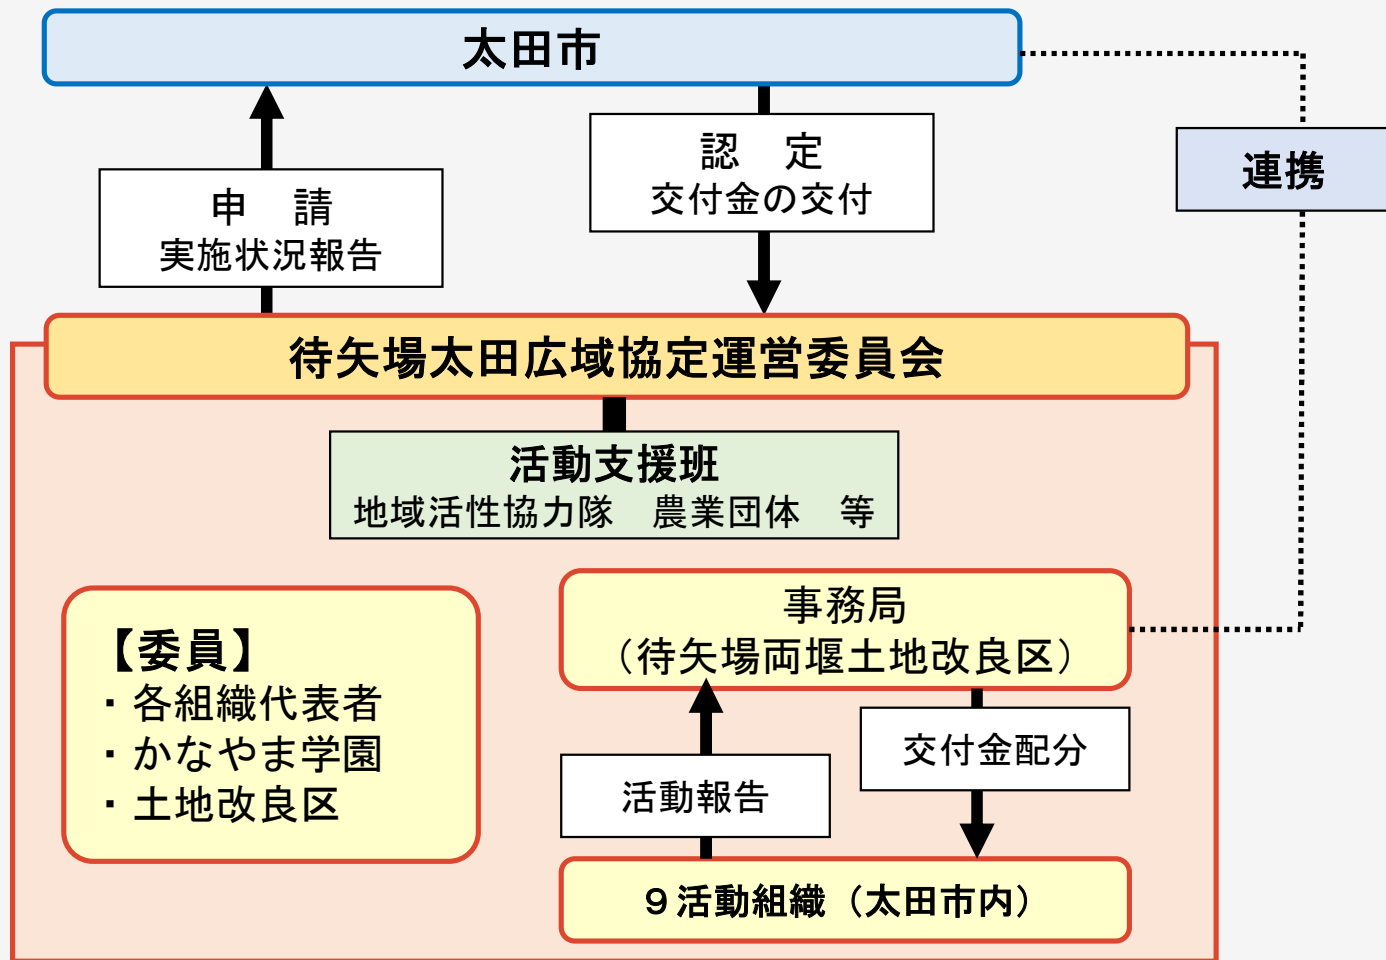 太田市
認　定
交付金の交付
連携
申　請
実施状況報告
待矢場太田広域協定運営委員会
活動支援班
地域活性協力隊　農業団体　等
【委員】
・各組織代表者
・かなやま学園
・土地改良区
事務局
（待矢場両堰土地改良区）
交付金配分
活動報告
９活動組織（太田市内）